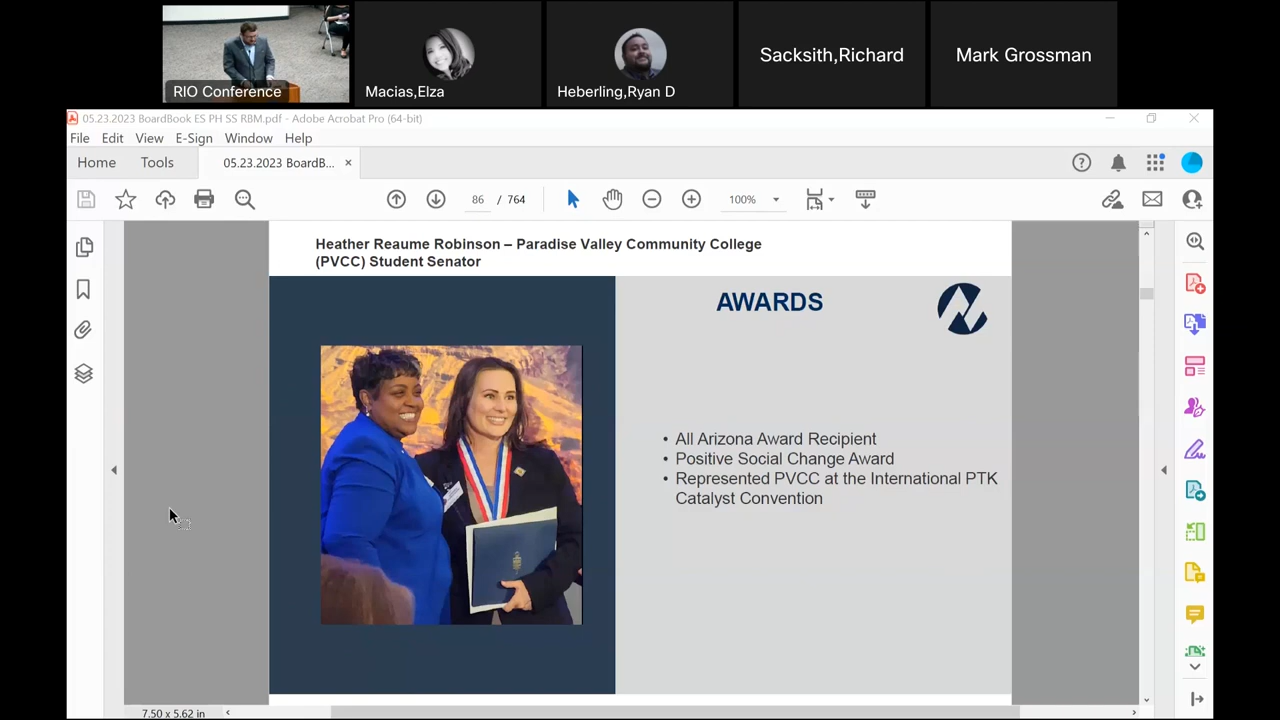 RIO Conference
Macias,Elza
Heberling,Ryan D
Sacksith,Richard
Mark Grossman
05.23.2023 BoardBook ES PH SS RBM.pdf - Adobe Acrobat Pro (64-bit)
File Edit View E-Sign Window Help
Home Tools 05.23.2023 BoardB... ×
86 / 764 100%
Heather Reaume Robinson – Paradise Valley Community College
(PVCC) Student Senator
AWARDS
• All Arizona Award Recipient
• Positive Social Change Award
• Represented PVCC at the International PTK
Catalyst Convention
7.50 x 5.62 in